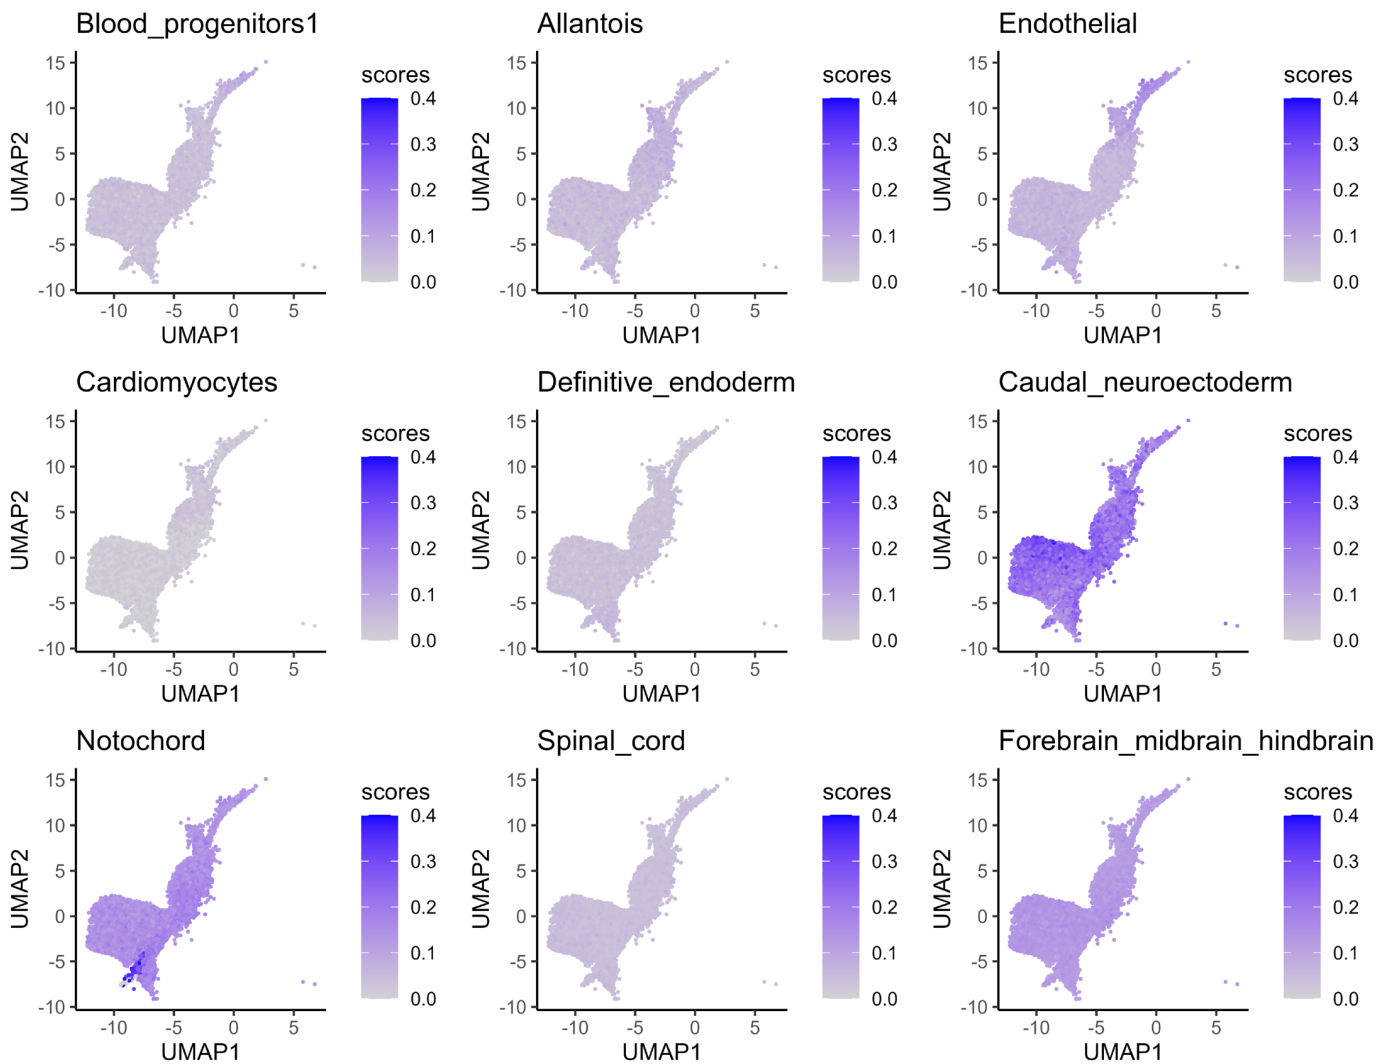 Blood_progenitors1
Allantois
Endothelial
scores
scores
scores
15
10
5
0
-5
-10
UMAP2
0.4
0.3
0.2
0.1
0.0
15
10
5
0
-5
-10
UMAP2
0.4
0.3
0.2
0.1
0.0
15
10
5
0
-5
-10
UMAP2
0.4
0.3
0.2
0.1
0.0
-10 -5 0 5
-10 -5 0 5
-10 -5 0 5
UMAP1
UMAP1
UMAP1
Cardiomyocytes
Definitive_endoderm
Caudal_neuroectoderm
scores
scores
scores
15
10
5
0
-5
-10
UMAP2
0.4
0.3
0.2
0.1
0.0
15
10
5
0
-5
-10
UMAP2
0.4
0.3
0.2
0.1
0.0
15
10
5
0
-5
-10
UMAP2
0.4
0.3
0.2
0.1
0.0
-10 -5 0 5
-10 -5 0 5
-10 -5 0 5
UMAP1
UMAP1
UMAP1
Notochord
Spinal_cord
Forebrain_midbrain_hindbrain
scores
scores
scores
15
10
5
0
-5
-10
UMAP2
0.4
0.3
0.2
0.1
0.0
15
10
5
0
-5
-10
UMAP2
0.4
0.3
0.2
0.1
0.0
15
10
5
0
-5
-10
UMAP2
0.4
0.3
0.2
0.1
0.0
-10 -5 0 5
-10 -5 0 5
-10 -5 0 5
UMAP1
UMAP1
UMAP1